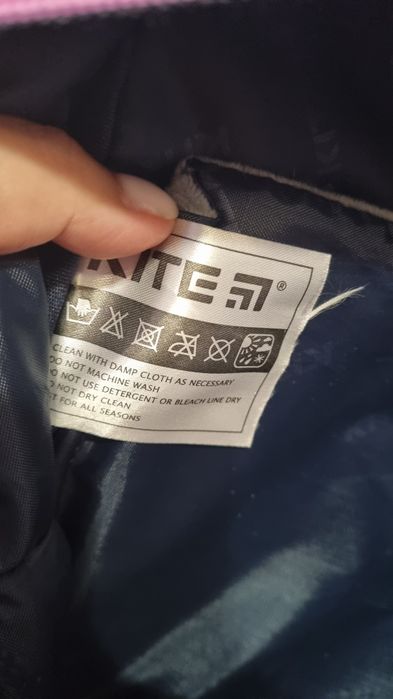 KITE ®
CLEAN WITH DAMP CLOTH AS NECESSARY
DO NOT MACHINE WASH
DO NOT USE DETERGENT OR BLEACH LINE DRY
NOT DRY CLEAN
FOR ALL SEASONS